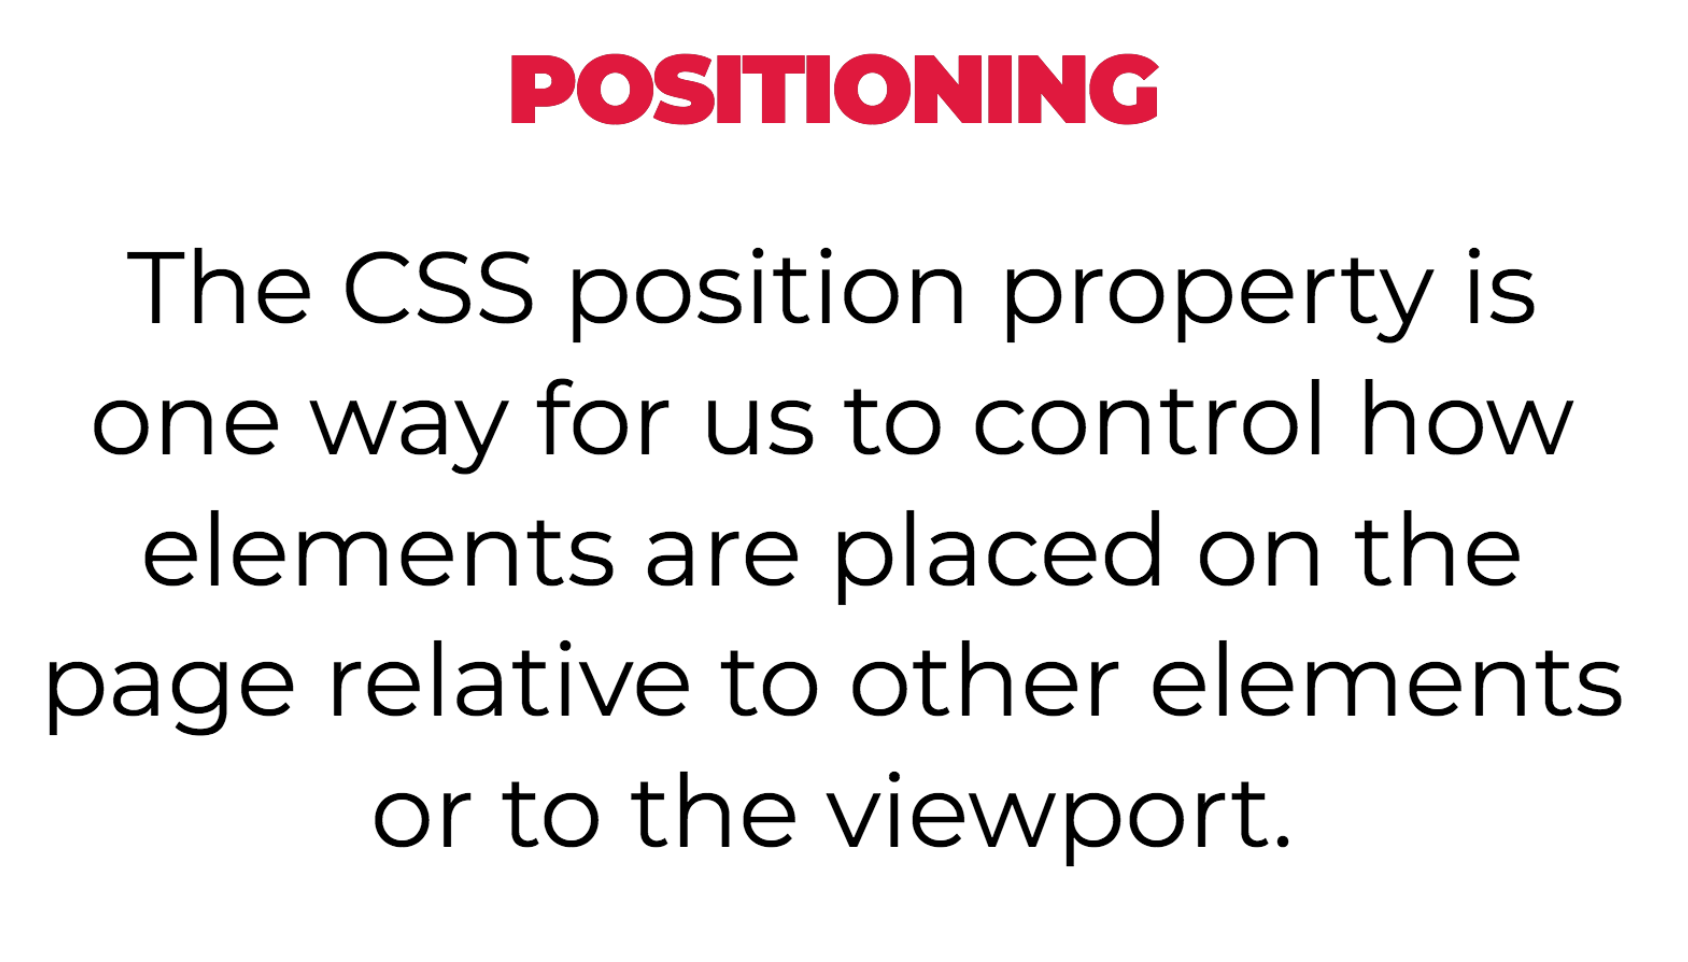 POSITIONING
The CSS position property is
one way for us to control how
elements are placed on the
page relative to other elements
or to the viewport.